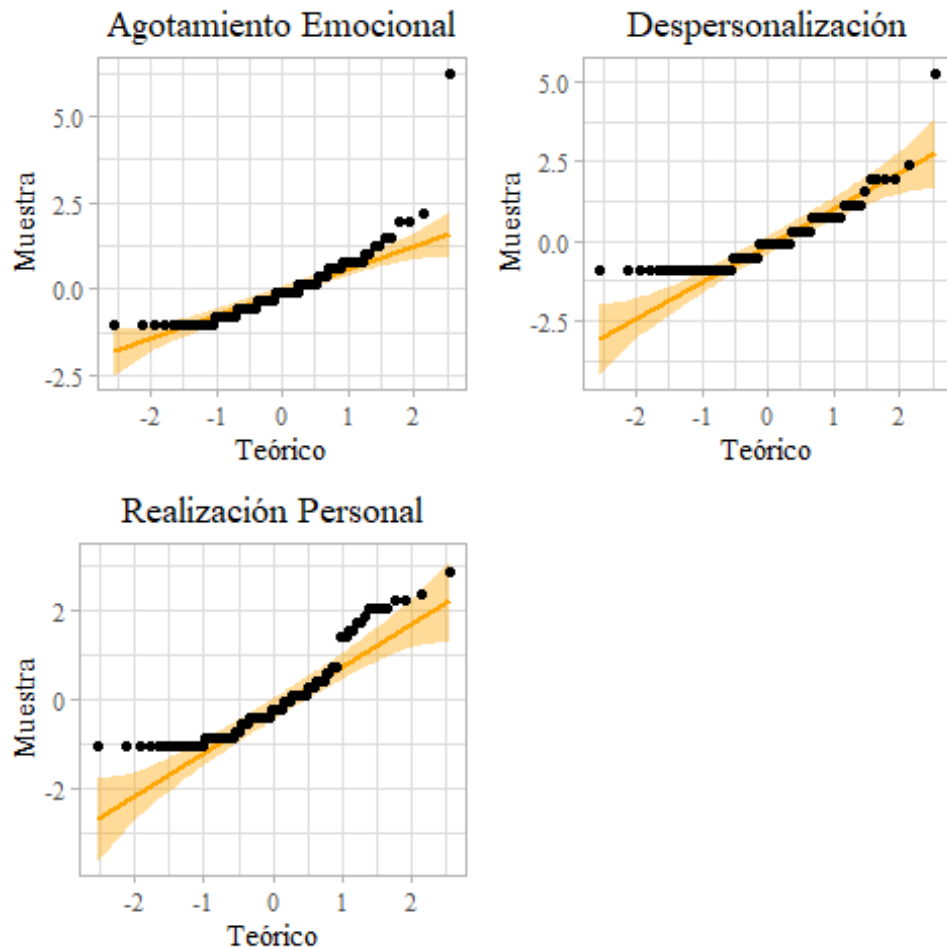 Agotamiento Emocional
Despersonalización
Muestra
5.0
2.5
0.0
-2.5
-2 -1 0 1 2
Teórico
Muestra
5.0
2.5
0.0
-2.5
-2 -1 0 1 2
Teórico
Realización Personal
Muestra
2
0
-2
-2 -1 0 1 2
Teórico